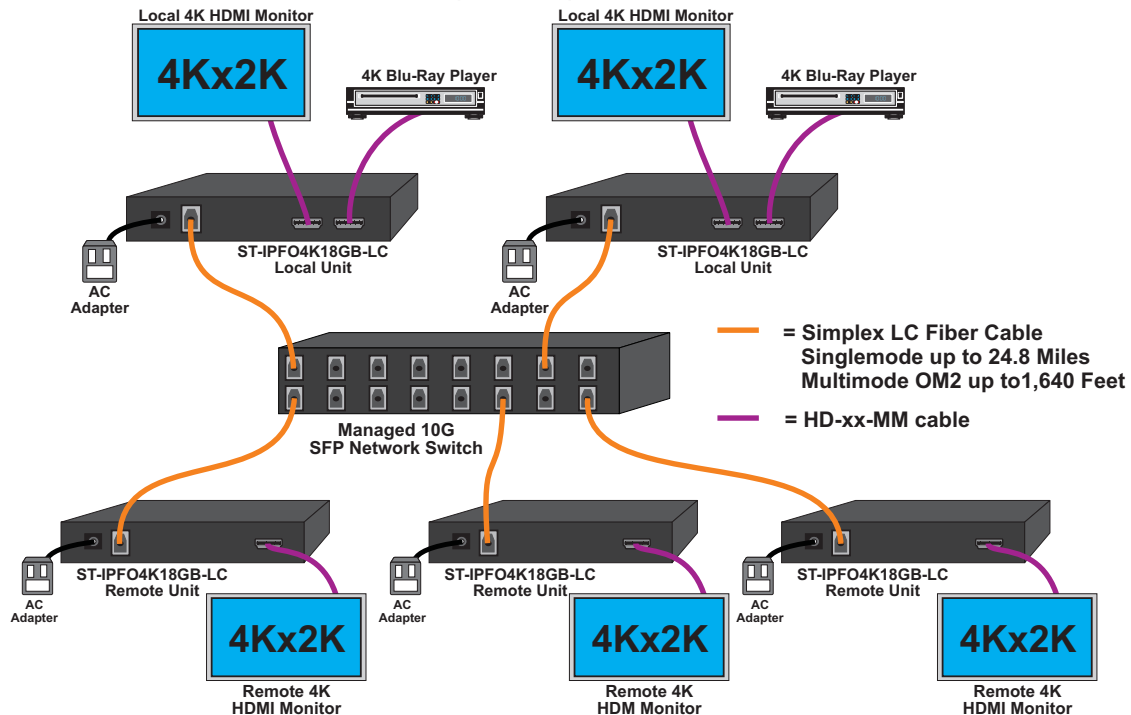 Local 4K HDMI Monitor
4Kx2K
4K Blu-Ray Player
Local 4K HDMI Monitor
4Kx2K
4K Blu-Ray Player
ST-IPFO4K18GB-LC
Local Unit
AC
Adapter
ST-IPFO4K18GB-LC
Local Unit
AC
Adapter
= Simplex LC Fiber Cable
Singlemode up to 24.8 Miles
Multimode OM2 up to1,640 Feet
= HD-xx-MM cable
Managed 10G
SFP Network Switch
ST-IPFO4K18GB-LC
Remote Unit
AC
Adapter
4Kx2K
Remote 4K
HDMI Monitor
ST-IPFO4K18GB-LC
Remote Unit
AC
Adapter
4Kx2K
Remote 4K
HDM Monitor
ST-IPFO4K18GB-LC
Remote Unit
AC
Adapter
4Kx2K
Remote 4K
HDMI Monitor